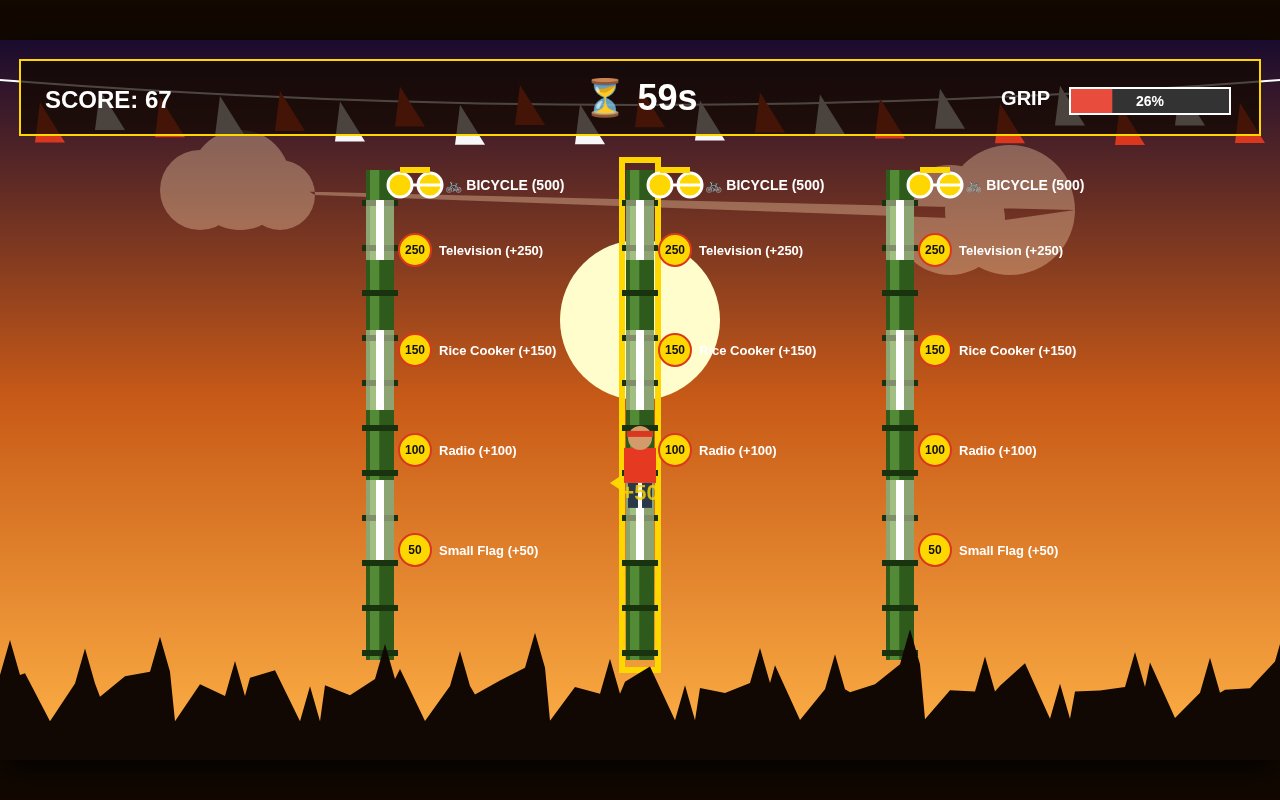 SCORE: 67
⏳ 59s
GRIP 26%
🚲 BICYCLE (500)
250 Television (+250)
150 Rice Cooker (+150)
100 Radio (+100)
50 Small Flag (+50)
🚲 BICYCLE (500)
250 Television (+250)
150 Rice Cooker (+150)
100 Radio (+100)
+50
🚲 BICYCLE (500)
250 Television (+250)
150 Rice Cooker (+150)
100 Radio (+100)
50 Small Flag (+50)